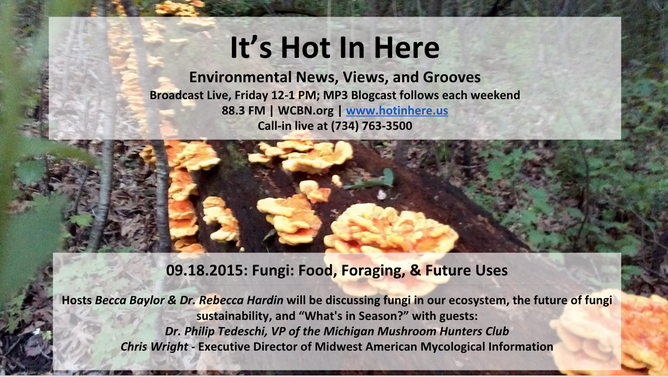 It’s Hot In Here
Environmental News, Views, and Grooves
Broadcast Live, Friday 12-1 PM; MP3 Blogcast follows each weekend
88.3 FM | WCBN.org | www.hotinhere.us
Call-in live at (734) 763-3500
09.18.2015: Fungi: Food, Foraging, & Future Uses
Hosts Becca Baylor & Dr. Rebecca Hardin will be discussing fungi in our ecosystem, the future of fungi
sustainability, and “What's in Season?” with guests:
Dr. Philip Tedeschi, VP of the Michigan Mushroom Hunters Club
Chris Wright - Executive Director of Midwest American Mycological Information